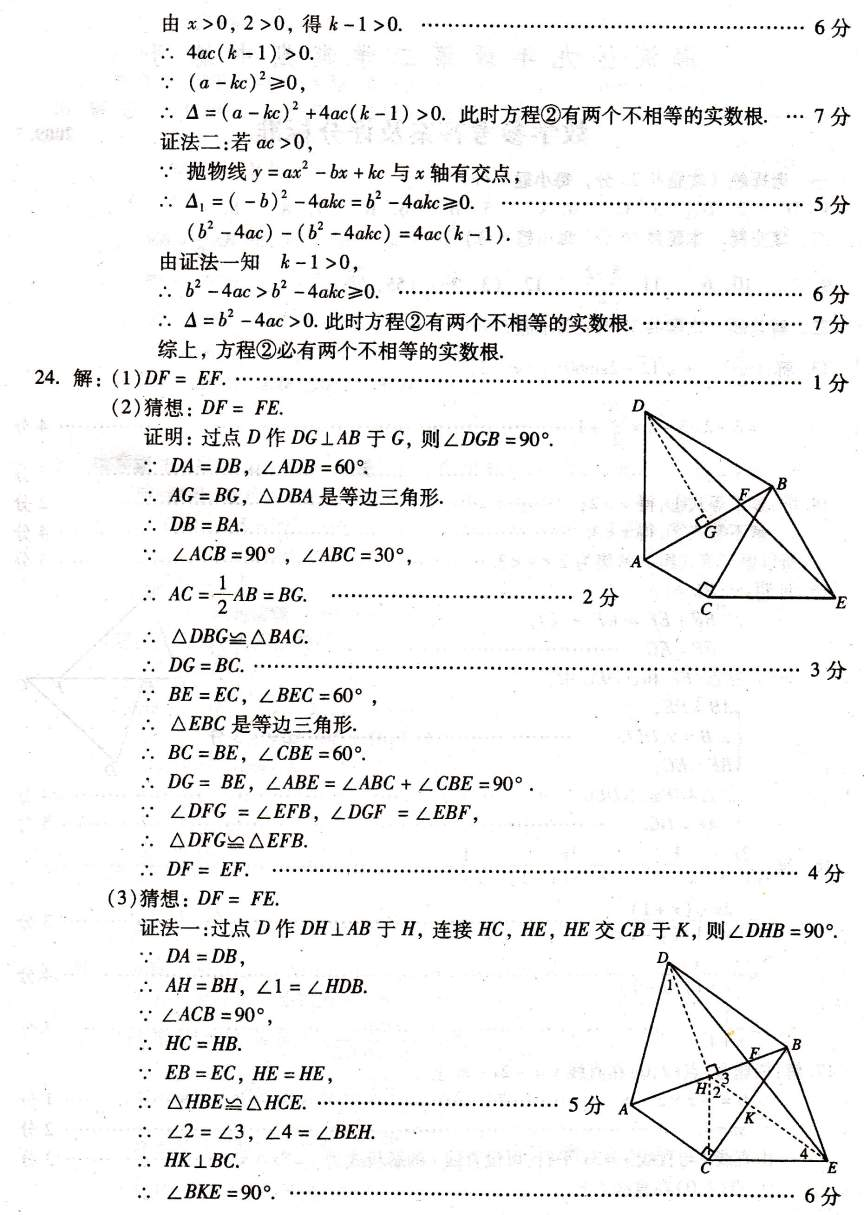 由 x>0, 2>0, 得 k-1>0. …… 6分
∴ 4ac(k-1)>0.
∵ (a-kc)²≥0,
∴ Δ=(a-kc)²+4ac(k-1)>0. 此时方程②有两个不相等的实数根. … 7分
证法二:若 ac>0,
∵ 抛物线 y=ax²-bx+kc 与 x 轴有交点,
∴ Δ₁=(-b)²-4akc=b²-4akc≥0. …… 5分
(b²-4ac)-(b²-4akc)=4ac(k-1).
由证法一知 k-1>0,
∴ b²-4ac>b²-4akc≥0. …… 6分
∴ Δ=b²-4ac>0. 此时方程②有两个不相等的实数根. …… 7分
综上, 方程②必有两个不相等的实数根.
24. 解: (1)DF= EF. …… 1分
(2)猜想: DF= FE.
证明: 过点 D 作 DG⊥AB 于 G, 则∠DGB=90°.
∵ DA=DB, ∠ADB=60°.
∴ AG=BG, △DBA 是等边三角形.
∴ DB=BA.
∵ ∠ACB=90°, ∠ABC=30°,
∴ AC=1/2AB=BG. …… 2分
∴ △DBG≌△BAC.
∴ DG=BC. …… 3分
∵ BE=EC, ∠BEC=60°,
∴ △EBC 是等边三角形.
∴ BC=BE, ∠CBE=60°.
∴ DG= BE, ∠ABE=∠ABC+∠CBE=90°.
∵ ∠DFG =∠EFB, ∠DGF =∠EBF,
∴ △DFG≌△EFB.
∴ DF= EF. …… 4分
D
B
F
G
A
C
E
(3)猜想: DF= FE.
证法一:过点 D 作 DH⊥AB 于 H, 连接 HC, HE, HE 交 CB 于 K, 则∠DHB=90°.
∵ DA=DB,
∴ AH=BH, ∠1=∠HDB.
∵ ∠ACB=90°,
∴ HC=HB.
∵ EB=EC, HE=HE,
∴ △HBE≌△HCE. …… 5分
∴ ∠2=∠3, ∠4=∠BEH.
∴ HK⊥BC.
∴ ∠BKE=90°. …… 6分
D
1
B
F
H
3
2
A
K
4
C
E